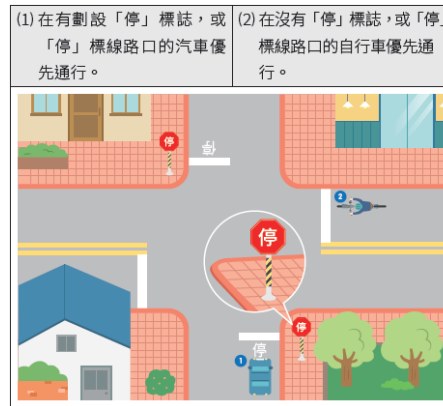 (1) 在有劃設「停」標誌，或
「停」標線路口的汽車優
先通行。
(2) 在沒有「停」標誌，或「停」
標線路口的自行車優先通
行。
停
停
2
停
停
停
1